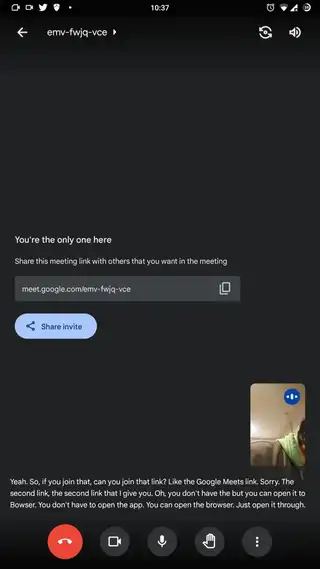 10:37
emv-fwjq-vce
You're the only one here
Share this meeting link with others that you want in the meeting
meet.google.com/emv-fwjq-vce
Share invite
Yeah. So, if you join that, can you join that link? Like the Google Meets link. Sorry. The
second link, the second link that I give you. Oh, you don't have the but you can open it to
Bowser. You don't have to open the app. You can open the browser. Just open it through.